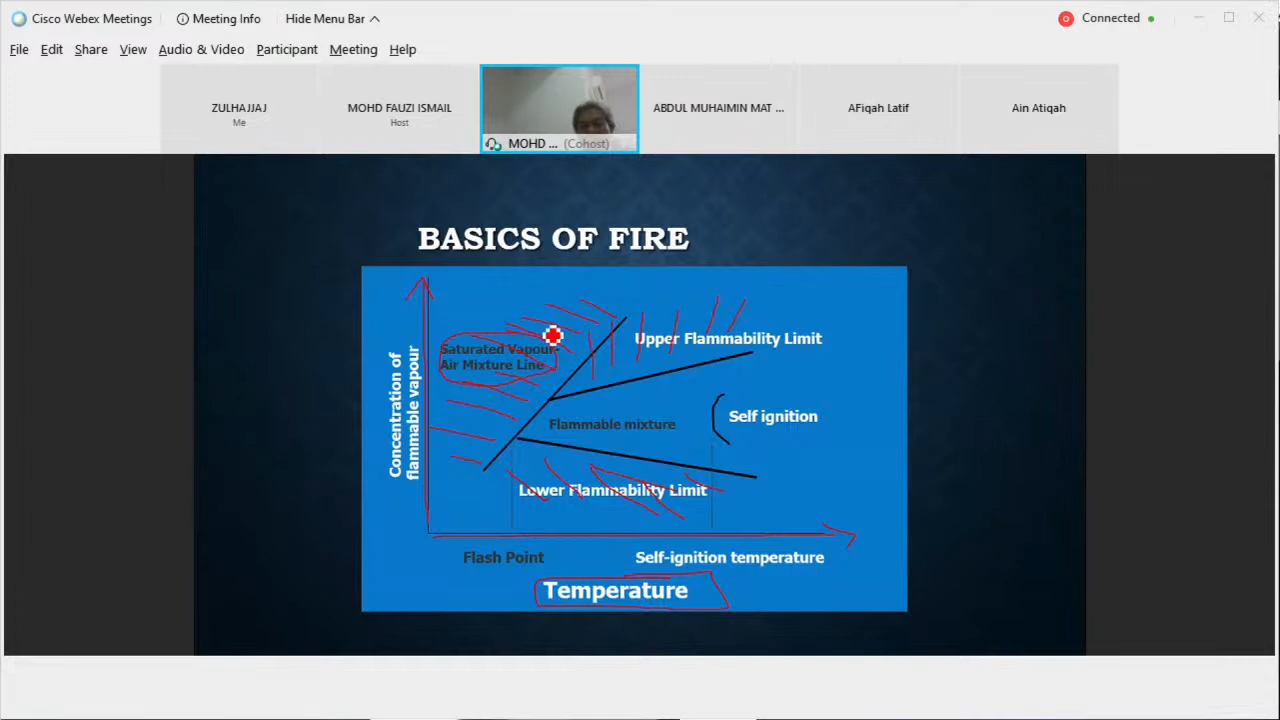 Cisco Webex Meetings
Meeting Info
Hide Menu Bar
Connected
File Edit Share View Audio & Video Participant Meeting Help
ZULHAJJAJ
Me
MOHD FAUZI ISMAIL
Host
MOHD ... (Cohost)
ABDUL MUHAIMIN MAT ...
AFiqah Latif
Ain Atiqah
BASICS OF FIRE
Concentration of
flammable vapour
Saturated Vapour-
Air Mixture Line
Upper Flammability Limit
Flammable mixture
Self ignition
Lower Flammability Limit
Flash Point
Self-ignition temperature
Temperature